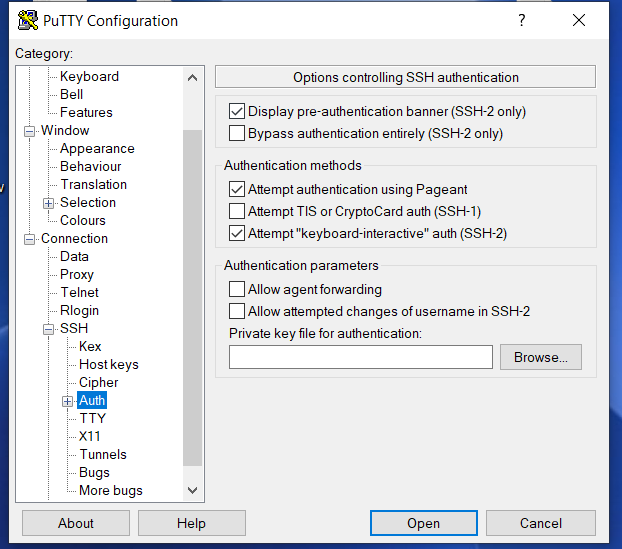 PuTTY Configuration
Category:
Keyboard
Bell
Features
Window
Appearance
Behaviour
Translation
Selection
Colours
Connection
Data
Proxy
Telnet
Rlogin
SSH
Kex
Host keys
Cipher
Auth
TTY
X11
Tunnels
Bugs
More bugs
Options controlling SSH authentication
Display pre-authentication banner (SSH-2 only)
Bypass authentication entirely (SSH-2 only)
Authentication methods
Attempt authentication using Pageant
Attempt TIS or CryptoCard auth (SSH-1)
Attempt "keyboard-interactive" auth (SSH-2)
Authentication parameters
Allow agent forwarding
Allow attempted changes of username in SSH-2
Private key file for authentication:
Browse...
About
Help
Open
Cancel